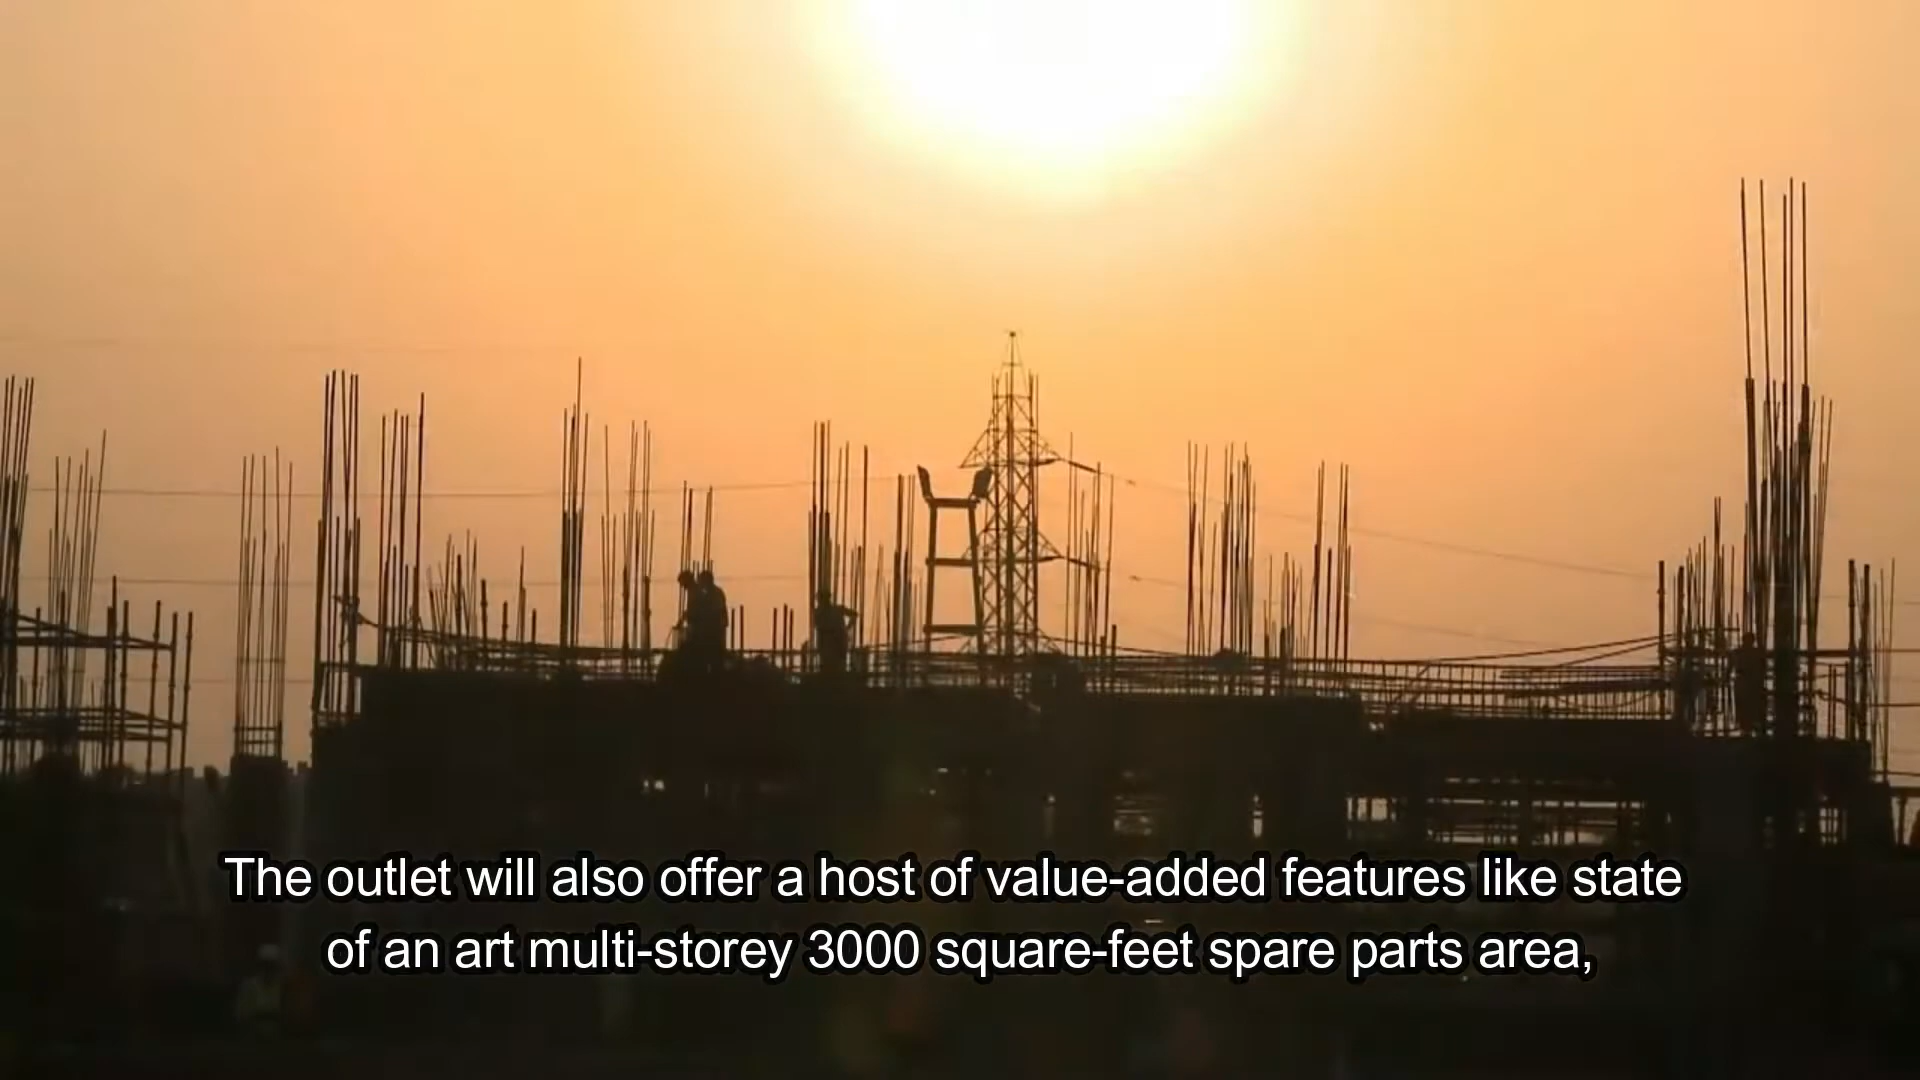 The outlet will also offer a host of value-added features like state
of an art multi-storey 3000 square-feet spare parts area,